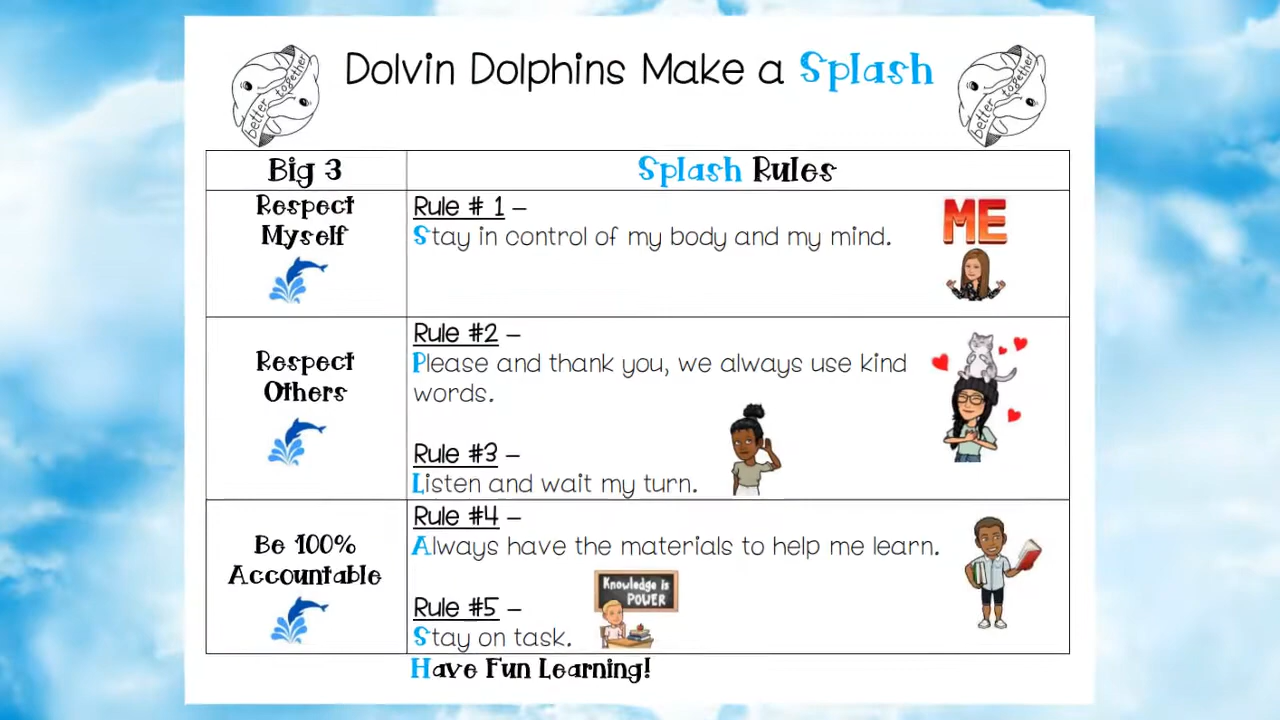 Dolvin Dolphins Make a Splash
better together
better together
Big 3
Splash Rules
Respect
Myself
Rule # 1 –
Stay in control of my body and my mind.
ME
Respect
Others
Rule #2 –
Please and thank you, we always use kind
words.
Rule #3 –
Listen and wait my turn.
Be 100%
Accountable
Rule #4 –
Always have the materials to help me learn.
Rule #5 –
Stay on task.
Knowledge is
POWER
Have Fun Learning!